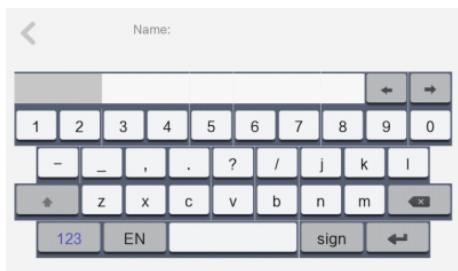 Name:
1 2 3 4 5 6 7 8 9 0
- _ , . ? / j k l
z x c v b n m
123 EN sign